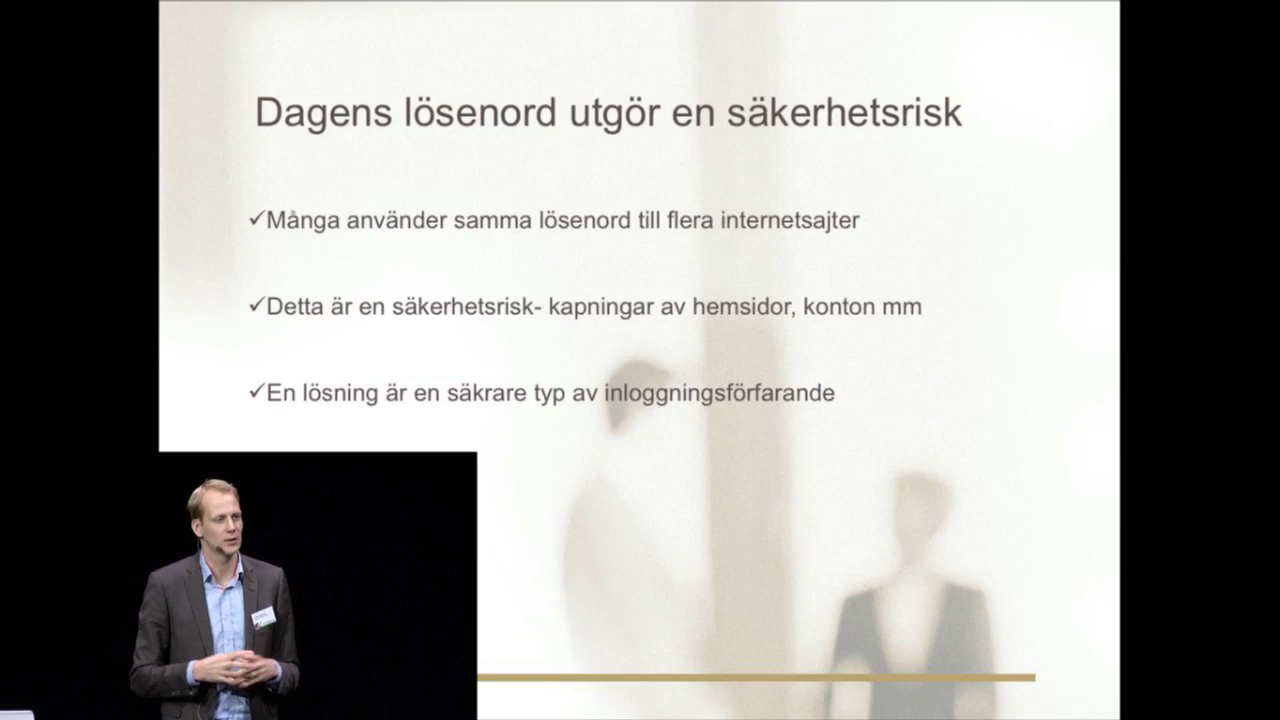 Dagens lösenord utgör en säkerhetsrisk
✓Många använder samma lösenord till flera internetsajter
✓Detta är en säkerhetsrisk- kapningar av hemsidor, konton mm
✓En lösning är en säkrare typ av inloggningsförfarande